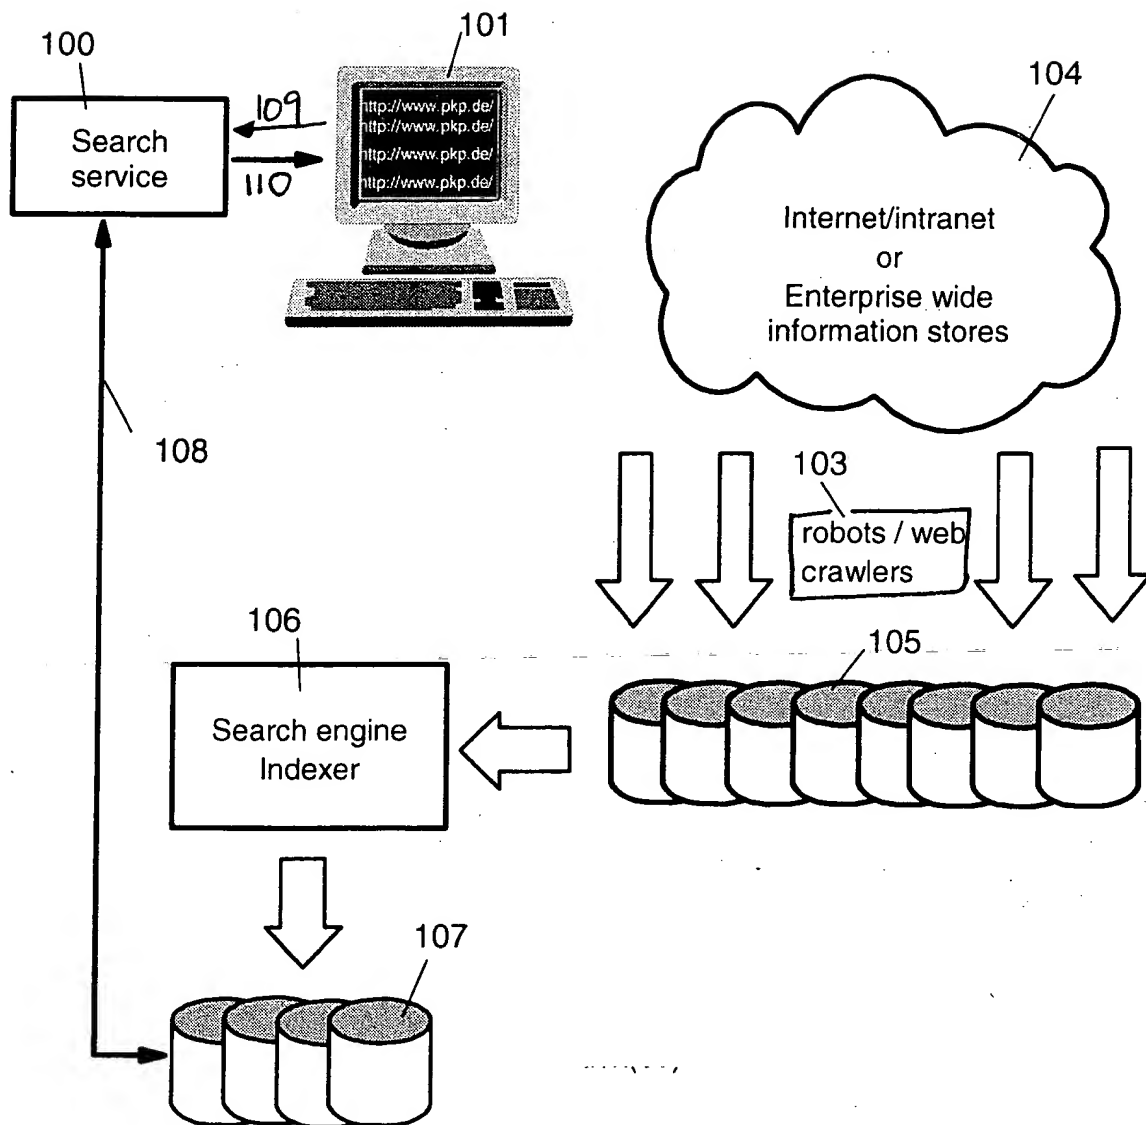 100
101
104
109
Search
service
110
http://www.pkp.de/
http://www.pkp.de/
http://www.pkp.de/
http://www.pkp.de/
Internet/intranet
or
Enterprise wide
information stores
108
103
robots / web
crawlers
106
105
Search engine
Indexer
107